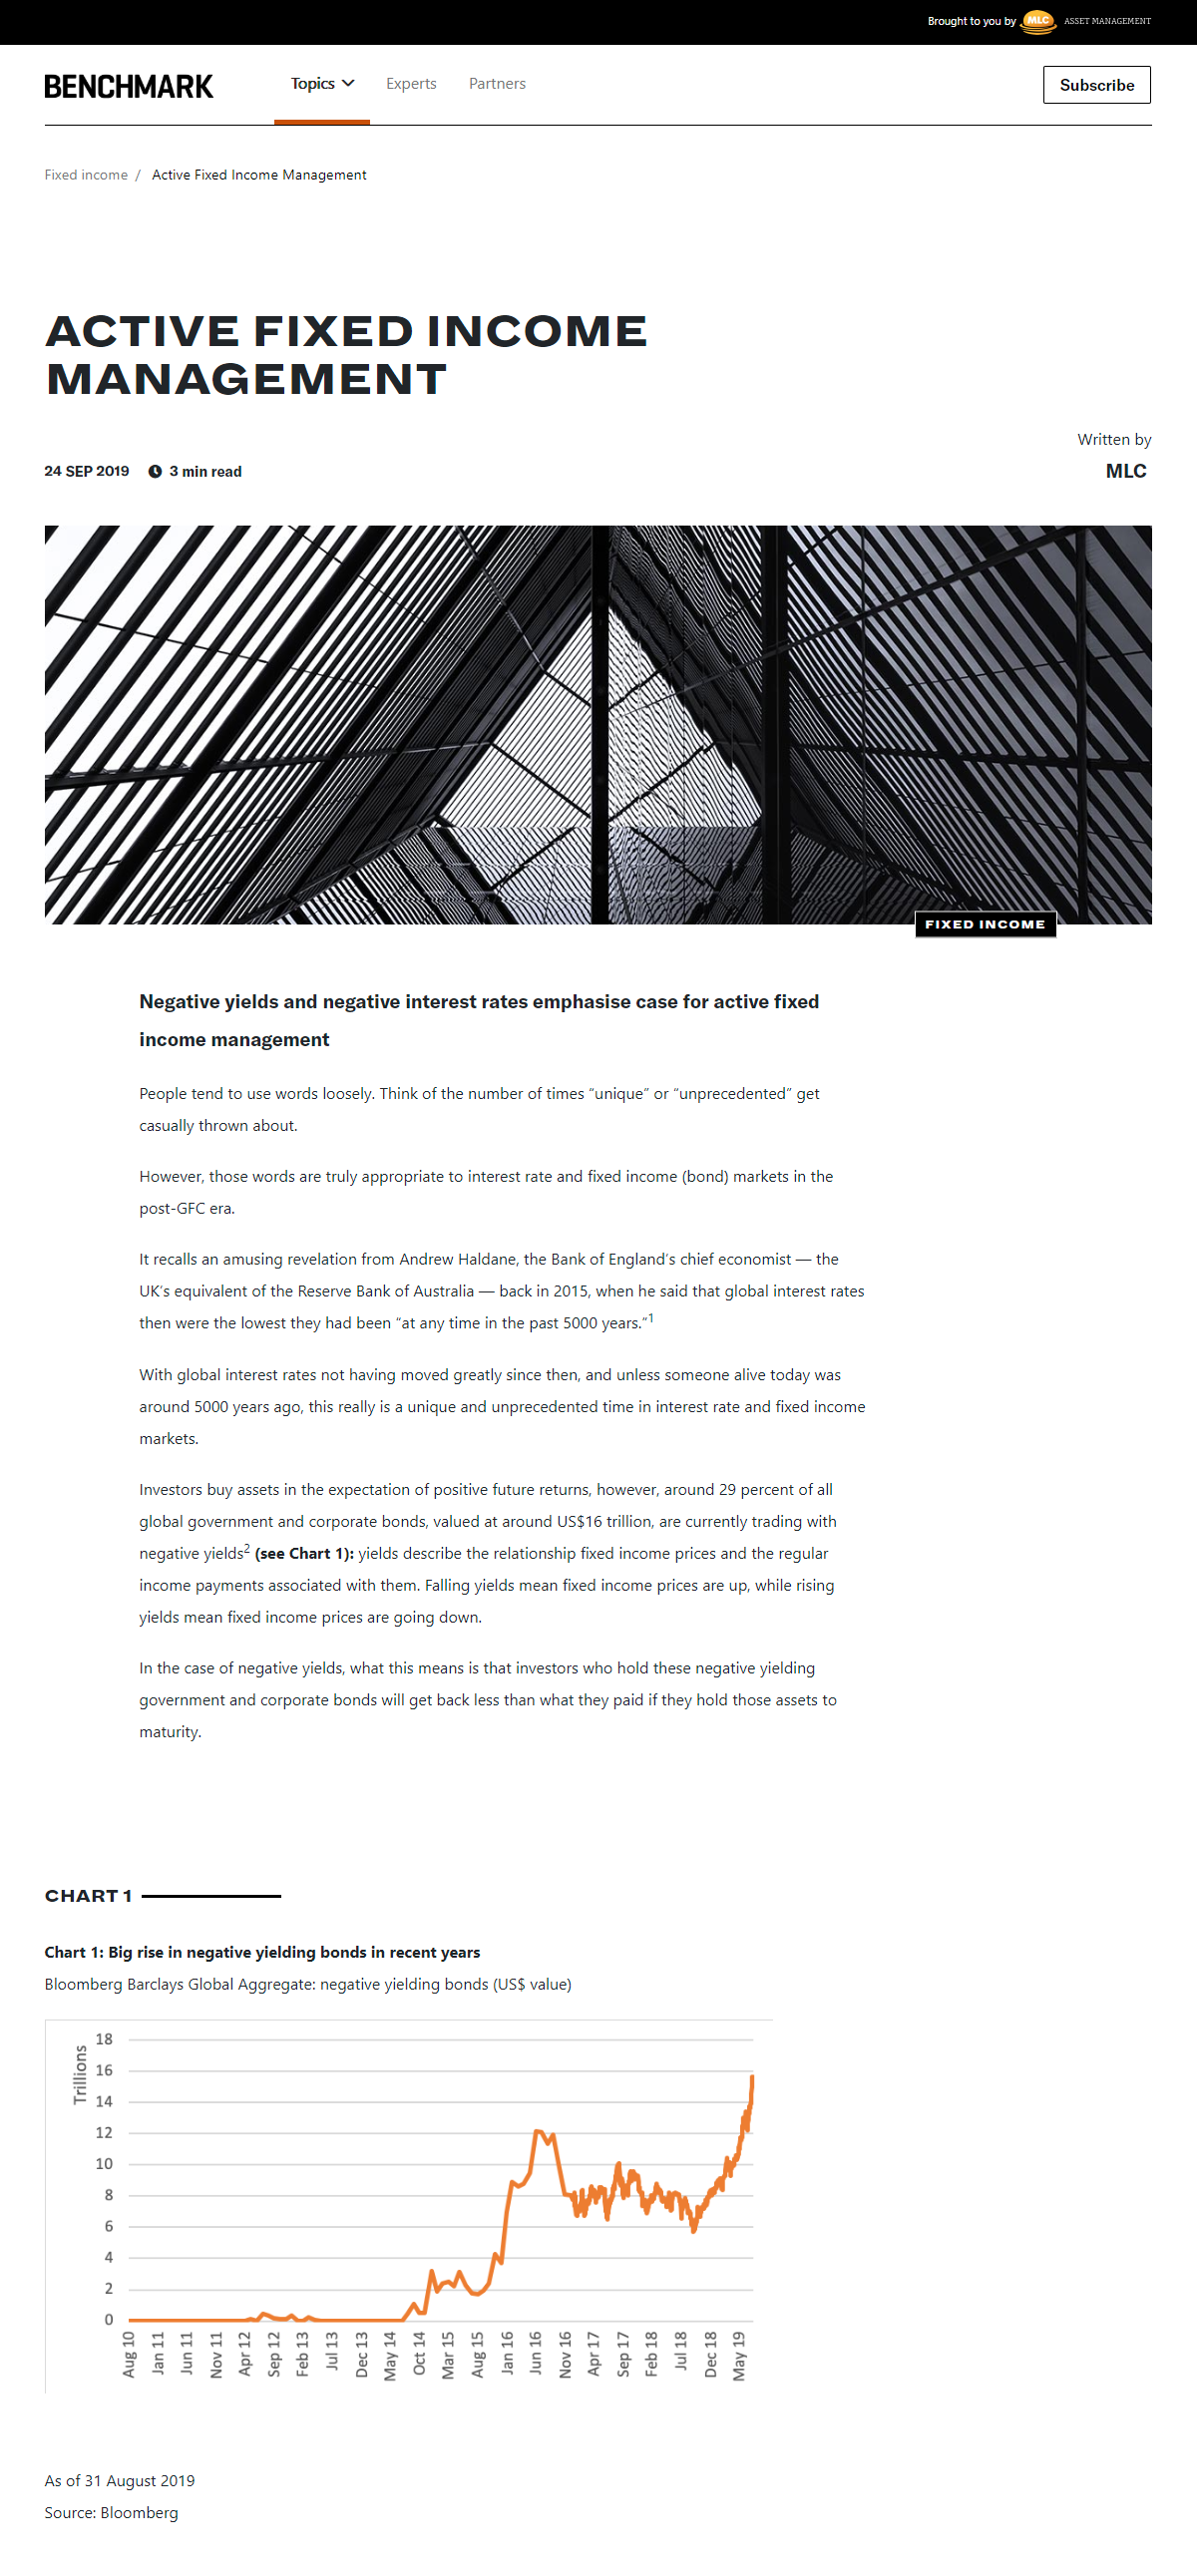 Brought to you by MLC ASSET MANAGEMENT
BENCHMARK
Topics
Experts
Partners
Subscribe
Fixed income / Active Fixed Income Management
ACTIVE FIXED INCOME
MANAGEMENT
Written by
24 SEP 2019 3 min read
MLC
FIXED INCOME
Negative yields and negative interest rates emphasise case for active fixed
income management
People tend to use words loosely. Think of the number of times “unique” or “unprecedented” get
casually thrown about.
However, those words are truly appropriate to interest rate and fixed income (bond) markets in the
post-GFC era.
It recalls an amusing revelation from Andrew Haldane, the Bank of England’s chief economist — the
UK’s equivalent of the Reserve Bank of Australia — back in 2015, when he said that global interest rates
then were the lowest they had been “at any time in the past 5000 years.”1
With global interest rates not having moved greatly since then, and unless someone alive today was
around 5000 years ago, this really is a unique and unprecedented time in interest rate and fixed income
markets.
Investors buy assets in the expectation of positive future returns, however, around 29 percent of all
global government and corporate bonds, valued at around US$16 trillion, are currently trading with
negative yields2 (see Chart 1): yields describe the relationship fixed income prices and the regular
income payments associated with them. Falling yields mean fixed income prices are up, while rising
yields mean fixed income prices are going down.
In the case of negative yields, what this means is that investors who hold these negative yielding
government and corporate bonds will get back less than what they paid if they hold those assets to
maturity.
CHART 1
Chart 1: Big rise in negative yielding bonds in recent years
Bloomberg Barclays Global Aggregate: negative yielding bonds (US$ value)
Trillions
18
16
14
12
10
8
6
4
2
0
Aug 10
Jan 11
Jun 11
Nov 11
Apr 12
Sep 12
Feb 13
Jul 13
Dec 13
May 14
Oct 14
Mar 15
Aug 15
Jan 16
Jun 16
Nov 16
Apr 17
Sep 17
Feb 18
Jul 18
Dec 18
May 19
As of 31 August 2019
Source: Bloomberg